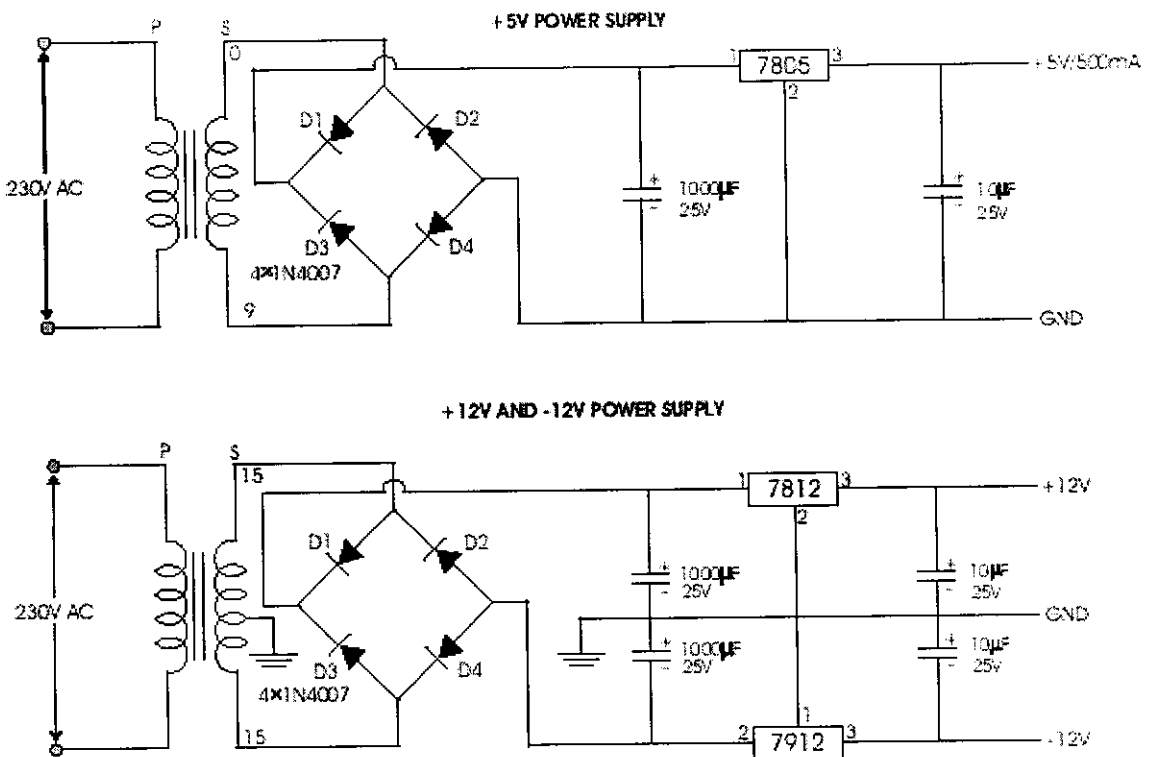 +5V POWER SUPPLY
P S
0
1 7805 3
2
+5V/500mA
D1 D2
230V AC
+
1000µF
-
25V
+
10µF
-
25V
D3 D4
4×1N4007
9
GND
+12V AND -12V POWER SUPPLY
P S
15
1 7812 3
2
+12V
D1 D2
+
1000µF
-
25V
+
10µF
-
25V
230V AC
GND
+
1000µF
-
25V
+
10µF
-
25V
D3 D4
4×1N4007
15
1
2 7912 3
-12V